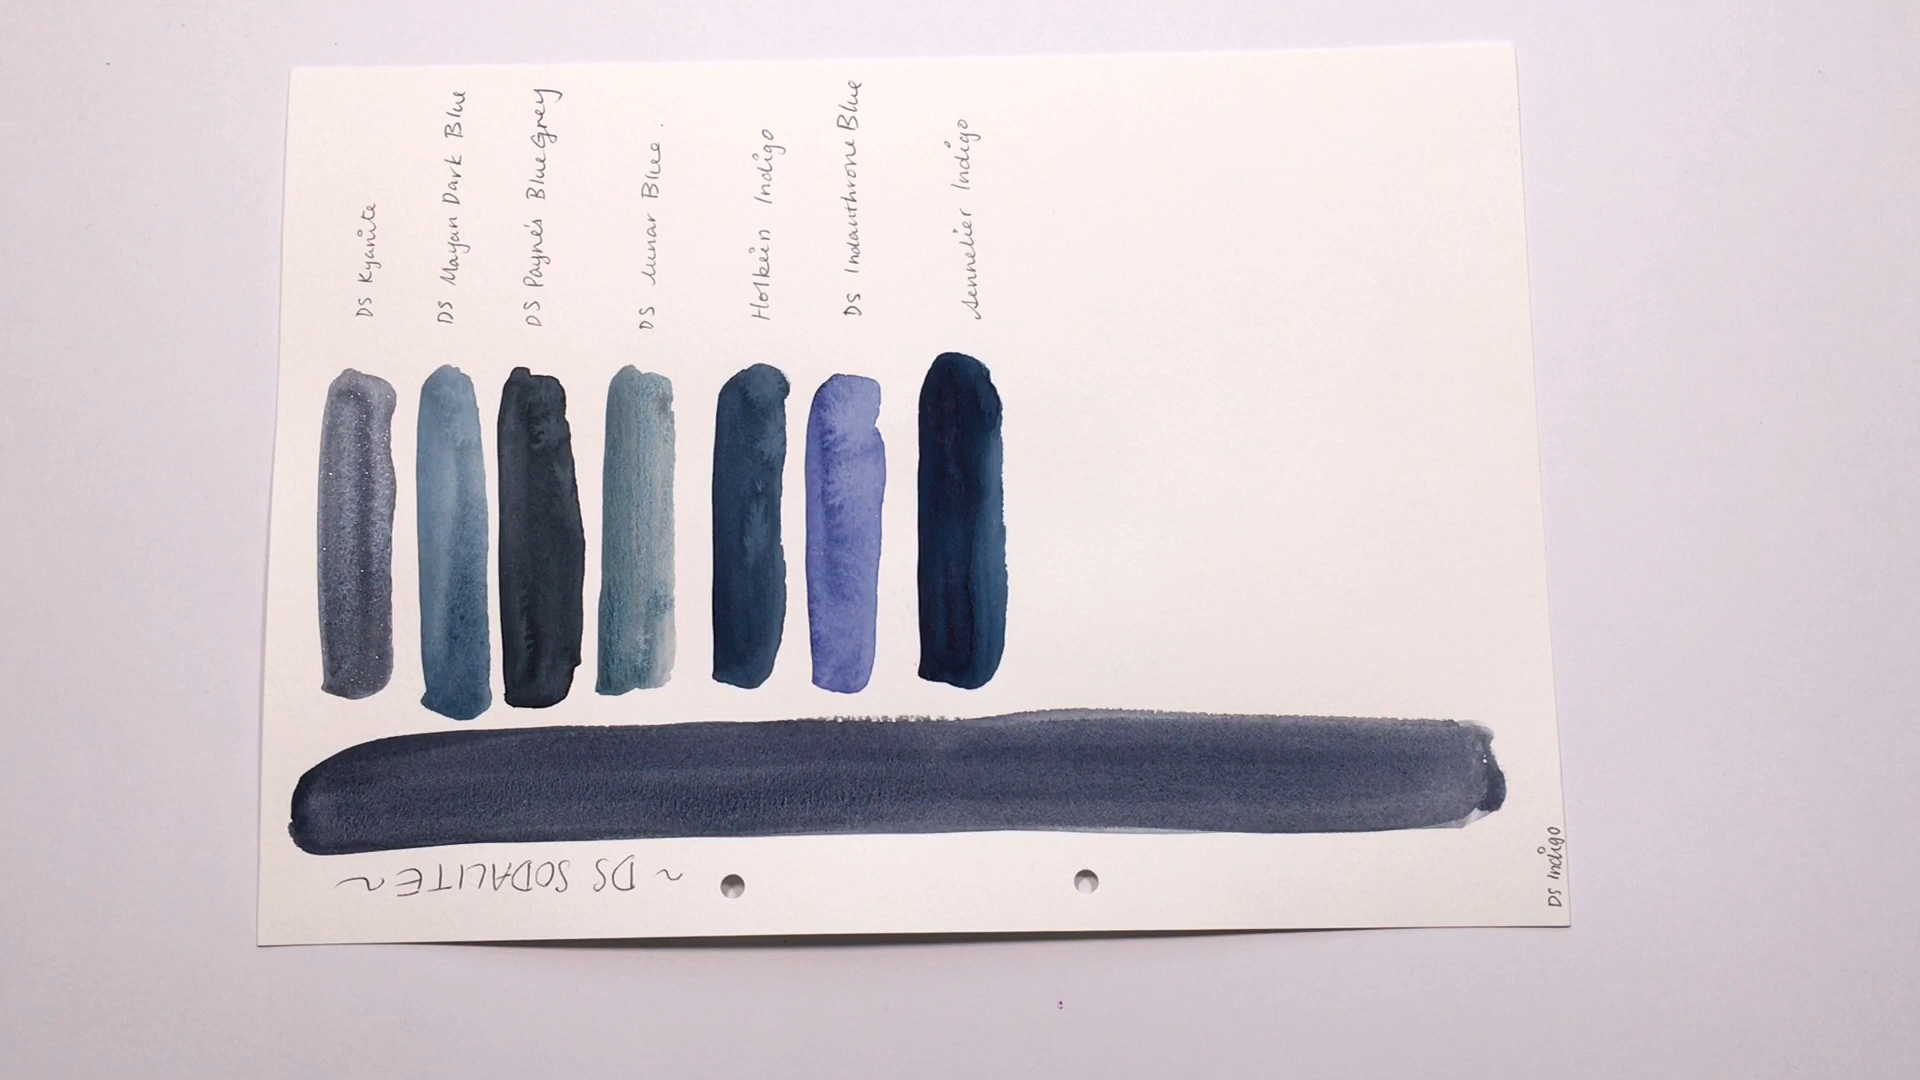 DS Kyanite
DS Mayan Dark Blue
DS Payne's Blue Grey
DS Lunar Blue.
Holbein Indigo
DS Indanthrone Blue
Sennelier Indigo
~ DS SODALITE ~
DS Indigo